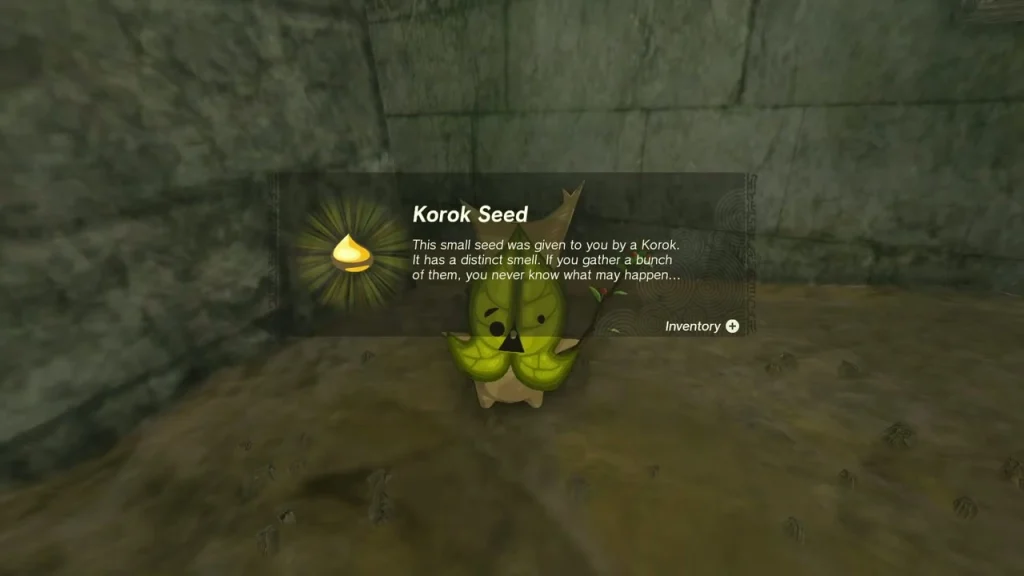 Korok Seed
This small seed was given to you by a Korok.
It has a distinct smell. If you gather a bunch
of them, you never know what may happen...
Inventory